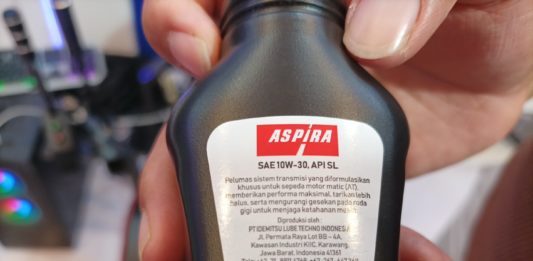 ASPIRA
SAE 10W-30, API SL
Pelumas sistem transmisi yang diformulasikan
khusus untuk sepeda motor matic (AT),
memberikan performa maksimal, tarikan lebih
halus, serta mengurangi gesekan pada roda
gigi untuk menjaga ketahanan mesin.
Diproduksi oleh :
PT IDEMITSU LUBE TECHNO INDONESIA
JL. Permata Raya Lot BB - 4A,
Kawasan Industri KIIC, Karawang,
Jawa Barat, Indonesia 41361